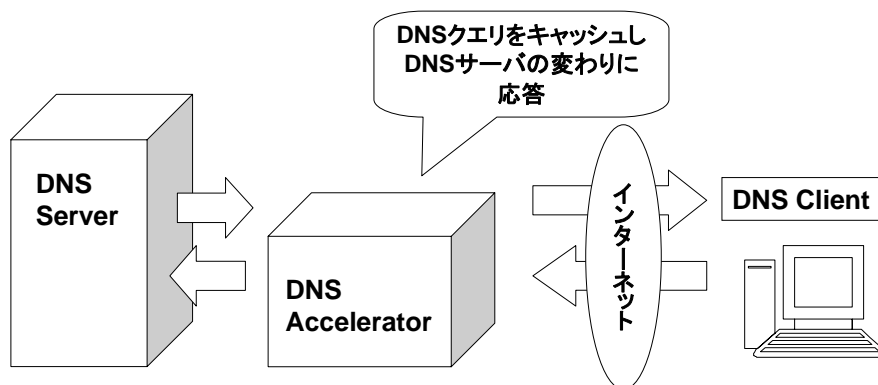 DNSクエリをキャッシュし
DNSサーバの変わりに
応答
DNS
Server
DNS
Accelerator
インターネット
DNS Client